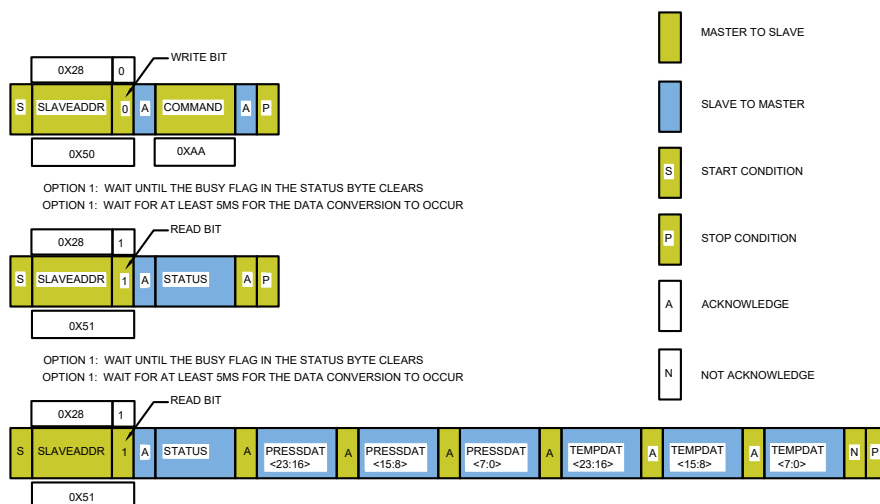 WRITE BIT
0X28 0
S SLAVEADDR 0 A COMMAND A P
0X50 0XAA
OPTION 1: WAIT UNTIL THE BUSY FLAG IN THE STATUS BYTE CLEARS
OPTION 1: WAIT FOR AT LEAST 5MS FOR THE DATA CONVERSION TO OCCUR
READ BIT
0X28 1
S SLAVEADDR 1 A STATUS A P
0X51
OPTION 1: WAIT UNTIL THE BUSY FLAG IN THE STATUS BYTE CLEARS
OPTION 1: WAIT FOR AT LEAST 5MS FOR THE DATA CONVERSION TO OCCUR
READ BIT
0X28 1
S SLAVEADDR 1 A STATUS A PRESSDAT <23:16> A PRESSDAT <15:8> A PRESSDAT <7:0> A TEMPDAT <23:16> A TEMPDAT <15:8> A TEMPDAT <7:0> N P
0X51
MASTER TO SLAVE
SLAVE TO MASTER
S START CONDITION
P STOP CONDITION
A ACKNOWLEDGE
N NOT ACKNOWLEDGE